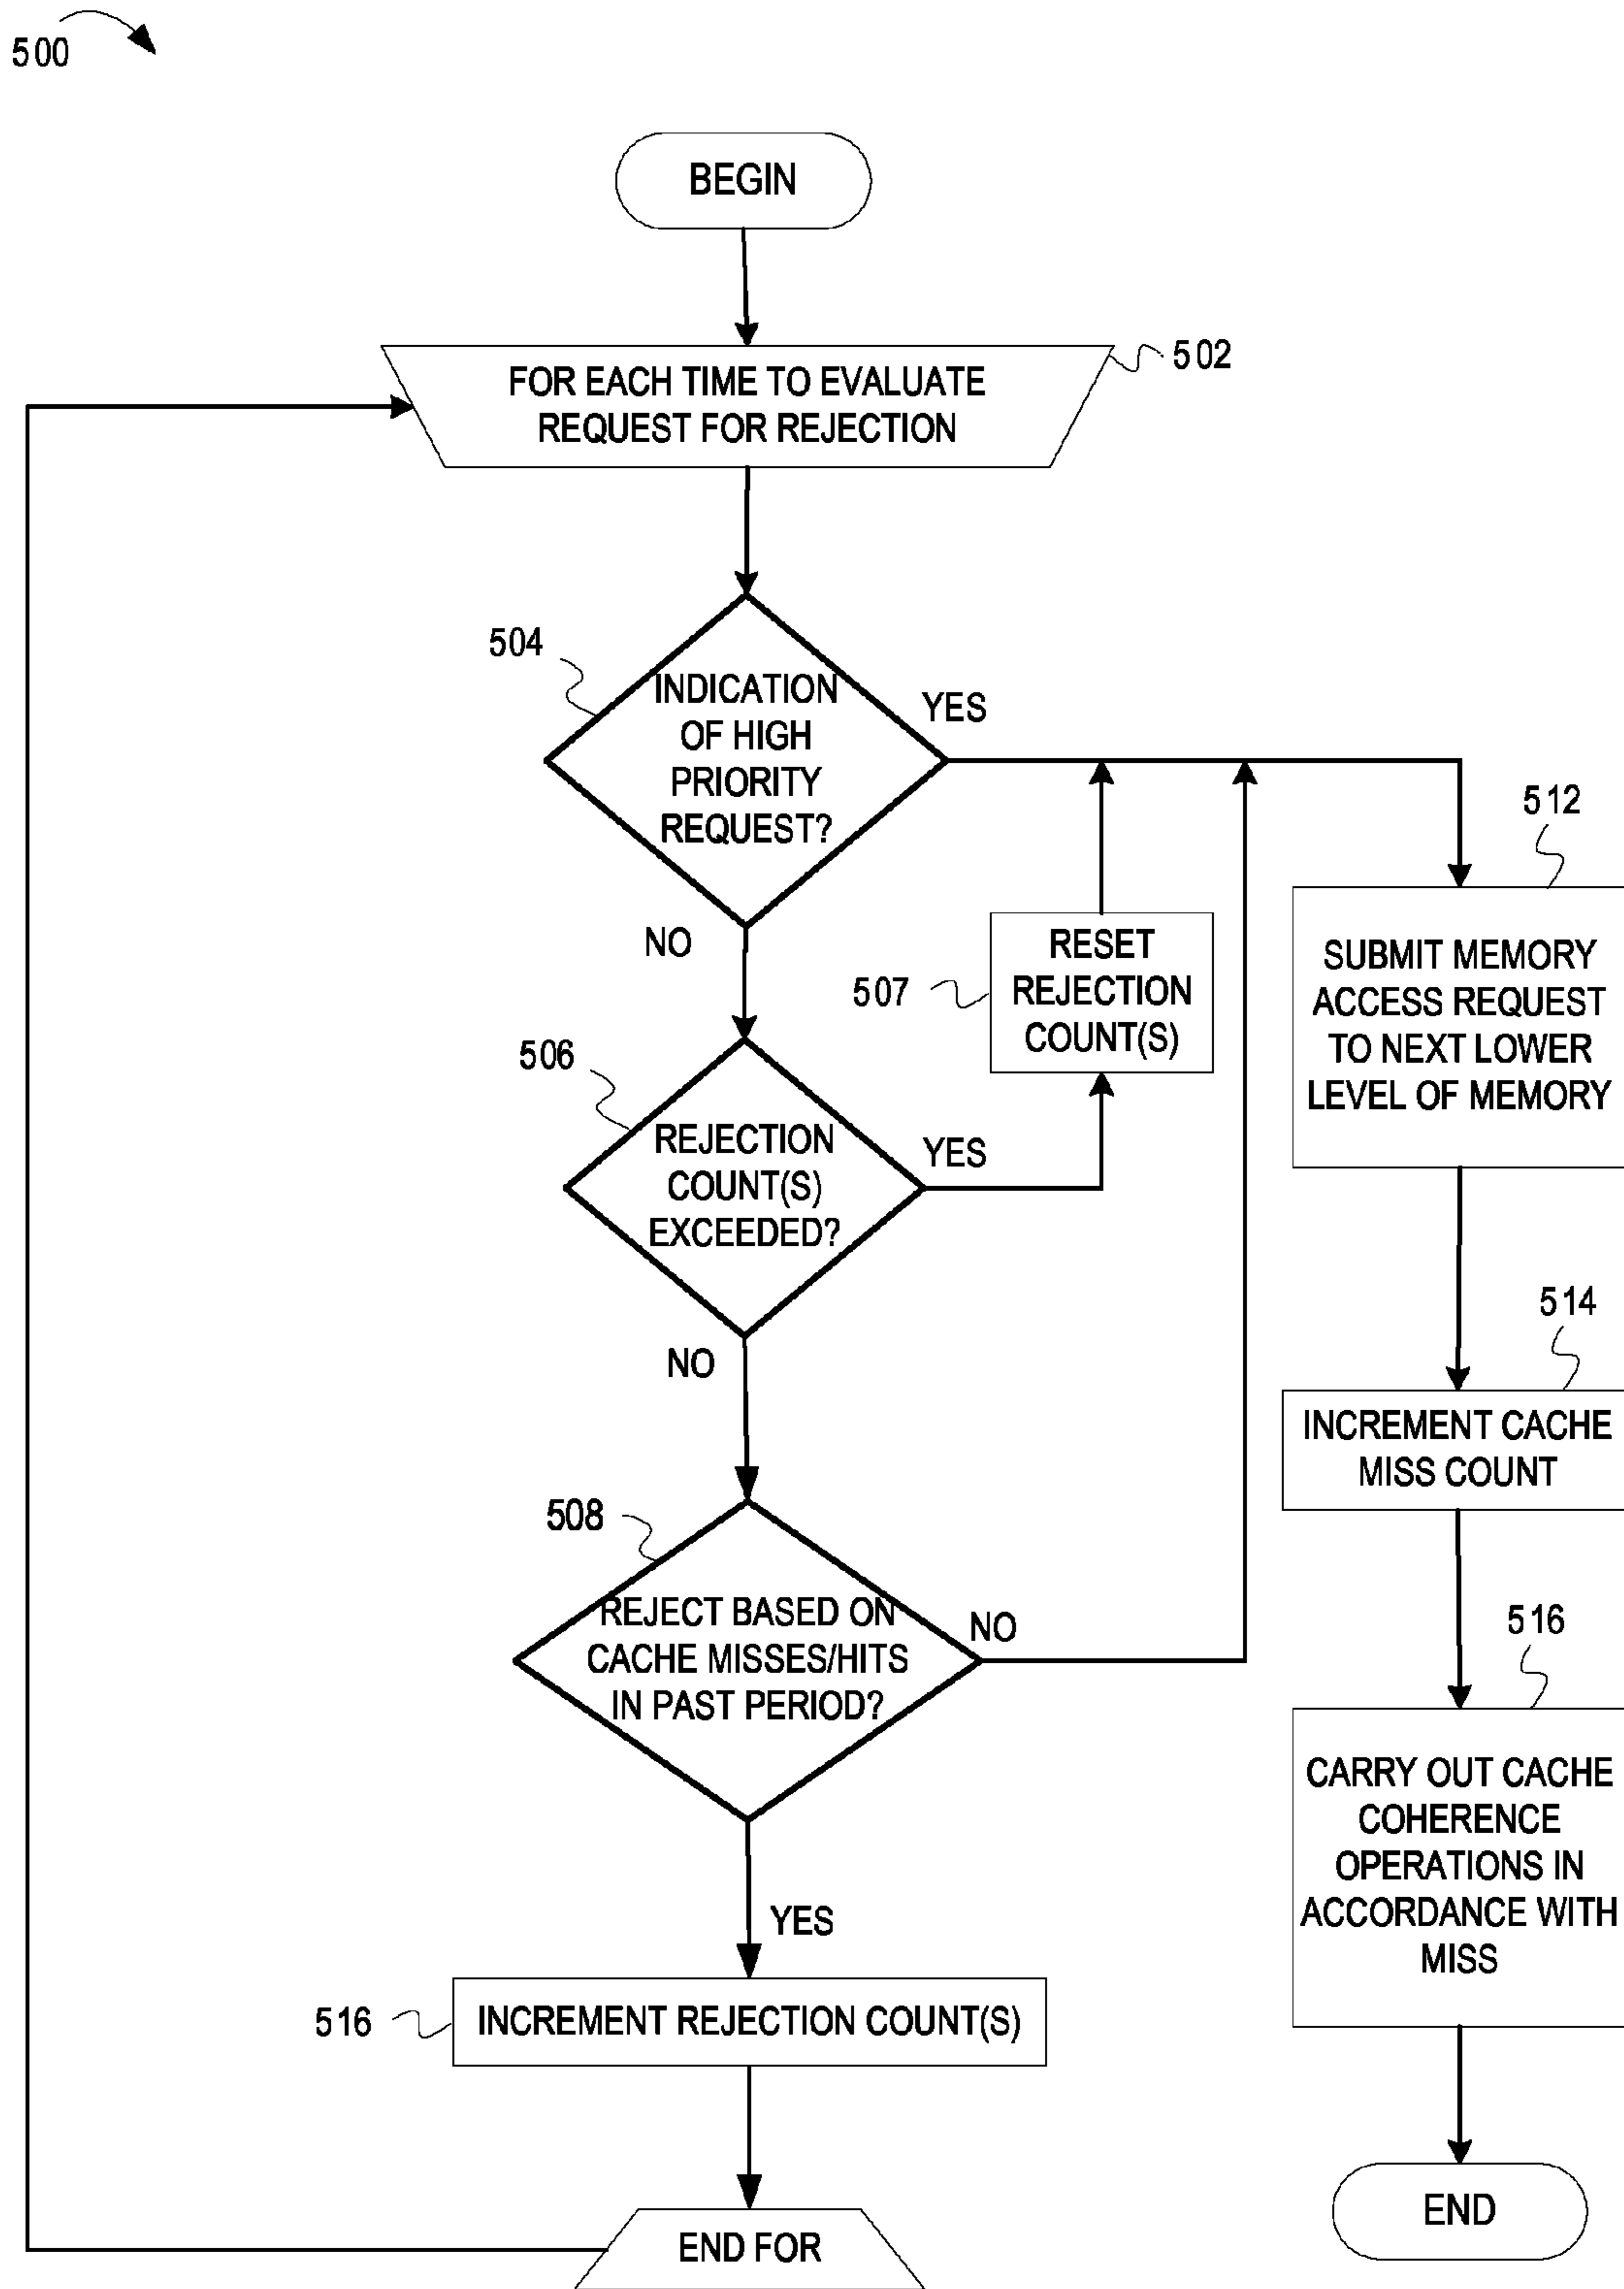 500
BEGIN
502
FOR EACH TIME TO EVALUATE
REQUEST FOR REJECTION
504
INDICATION
OF HIGH
PRIORITY
REQUEST?
YES
NO
507
RESET
REJECTION
COUNT(S)
512
SUBMIT MEMORY
ACCESS REQUEST
TO NEXT LOWER
LEVEL OF MEMORY
506
REJECTION
COUNT(S)
EXCEEDED?
YES
NO
514
INCREMENT CACHE
MISS COUNT
508
REJECT BASED ON
CACHE MISSES/HITS
IN PAST PERIOD?
NO
YES
516
CARRY OUT CACHE
COHERENCE
OPERATIONS IN
ACCORDANCE WITH
MISS
516
INCREMENT REJECTION COUNT(S)
END FOR
END